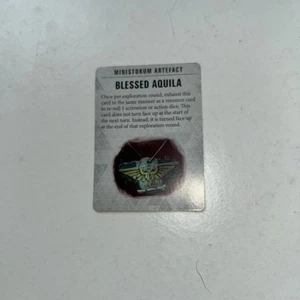 MINISTORUM ARTEFACT
BLESSED AQUILA
Once per exploration round, exhaust this
card in the same manner as a resource card
to re-roll 1 activation or action dice. This
card does not turn face up at the start of
the next turn. Instead, it is turned face up
at the end of that exploration round.